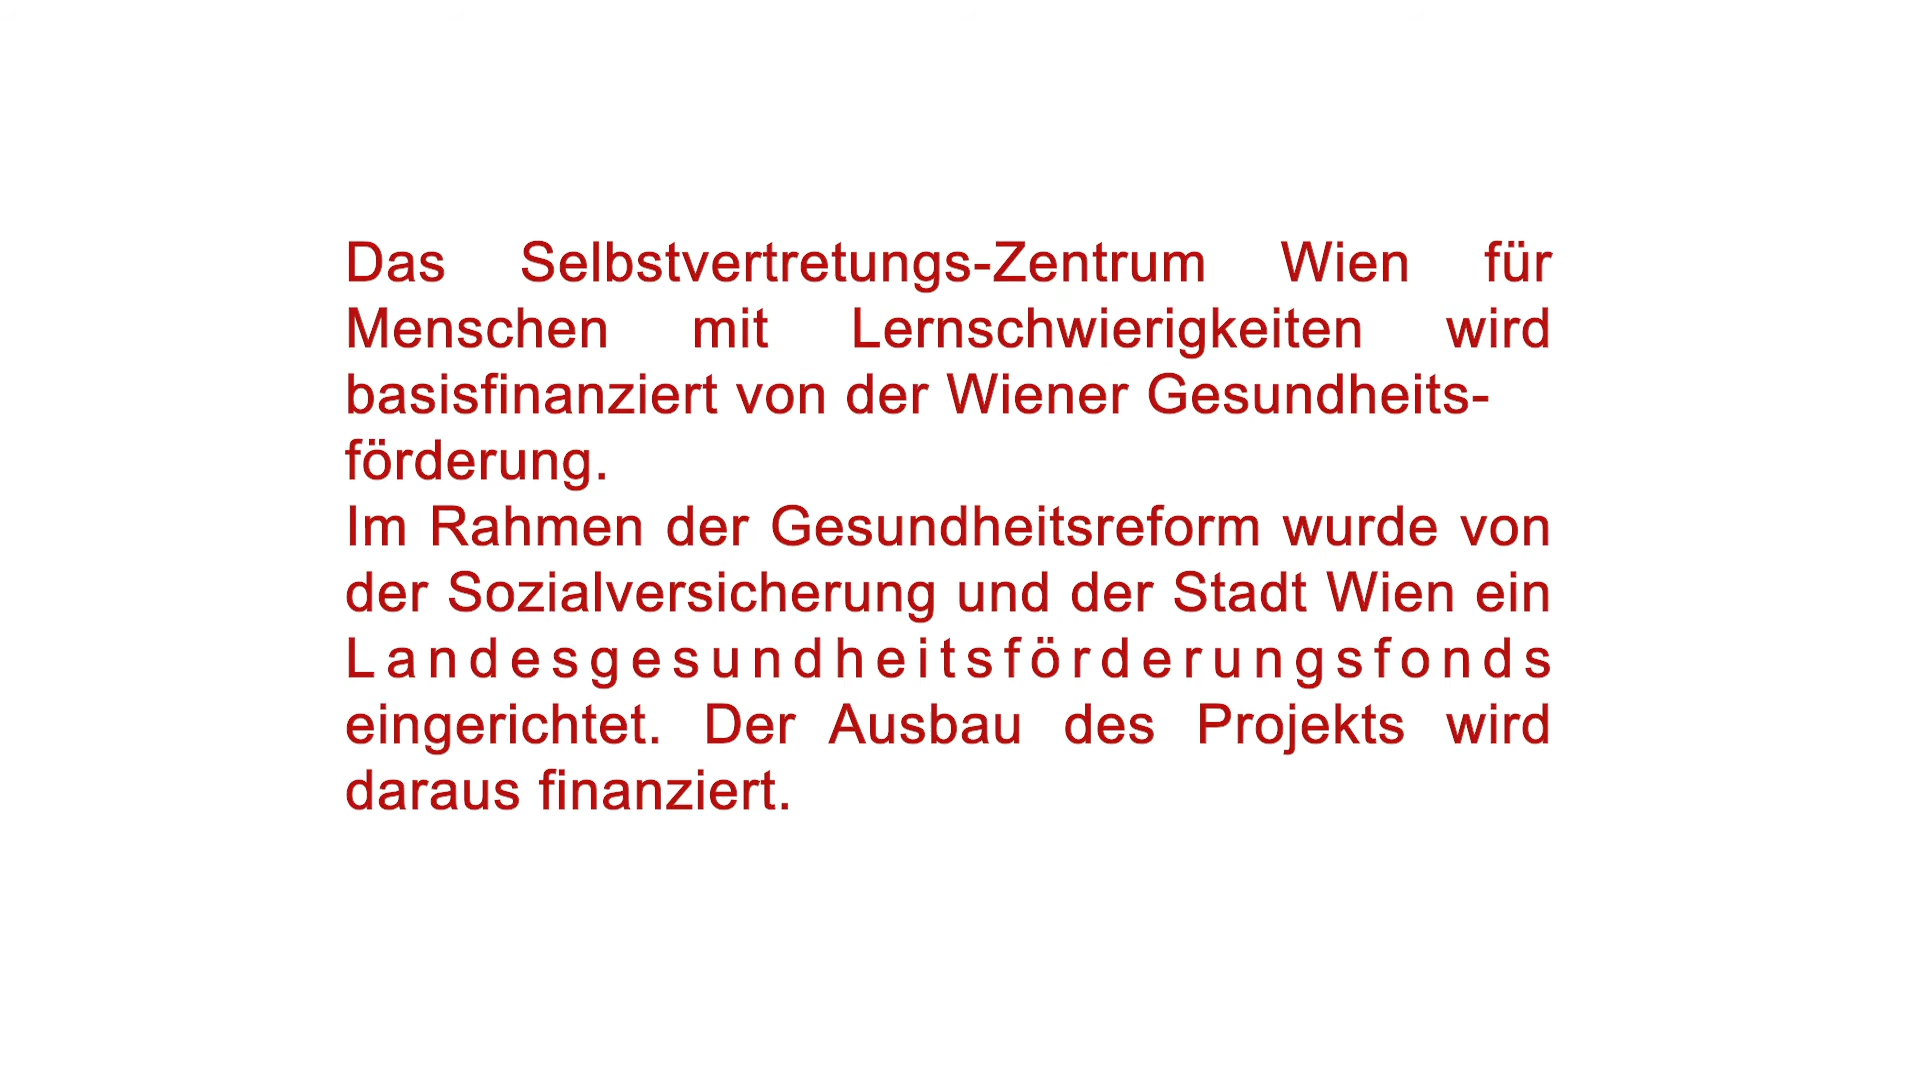 Das Selbstvertretungs-Zentrum Wien für
Menschen mit Lernschwierigkeiten wird
basisfinanziert von der Wiener Gesundheits-
förderung.
Im Rahmen der Gesundheitsreform wurde von
der Sozialversicherung und der Stadt Wien ein
Landesgesundheitsförderungsfonds
eingerichtet. Der Ausbau des Projekts wird
daraus finanziert.